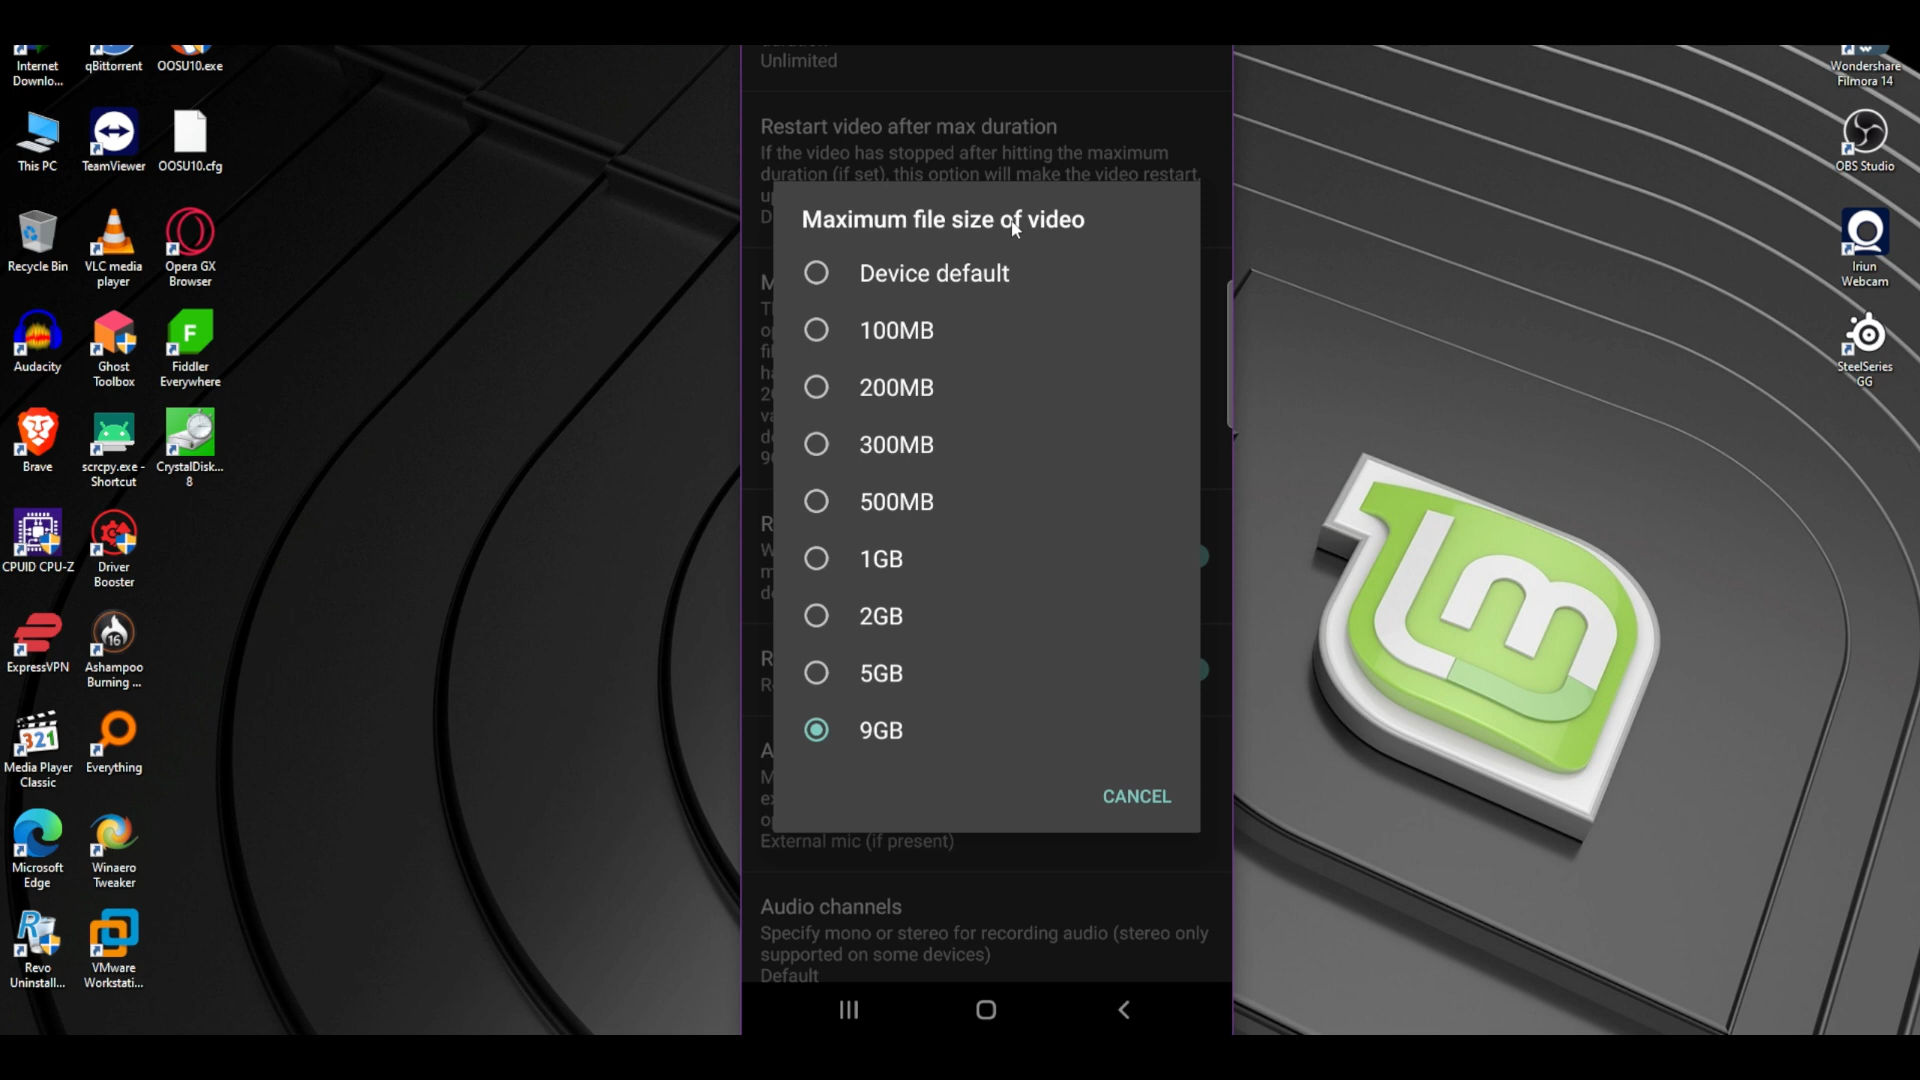 Internet
Downlo...
qBittorrent
OOSU10.exe
This PC
TeamViewer
OOSU10.cfg
Recycle Bin
VLC media
player
Opera GX
Browser
Audacity
Ghost
Toolbox
Fiddler
Everywhere
Brave
scrcpy.exe -
Shortcut
CrystalDisk...
8
CPUID CPU-Z
Driver
Booster
ExpressVPN
16
Ashampoo
Burning ...
321
Media Player
Classic
Everything
Microsoft
Edge
Winaero
Tweaker
Revo
Uninstall...
VMware
Workstati...
Unlimited
Restart video after max duration
If the video has stopped after hitting the maximum
duration (if set), this option will make the video restart,
Maximum file size of video
Device default
100MB
200MB
300MB
500MB
1GB
2GB
5GB
9GB
CANCEL
External mic (if present)
Audio channels
Specify mono or stereo for recording audio (stereo only
supported on some devices)
Default
Wondershare
Filmora 14
OBS Studio
Iriun
Webcam
SteelSeries
GG